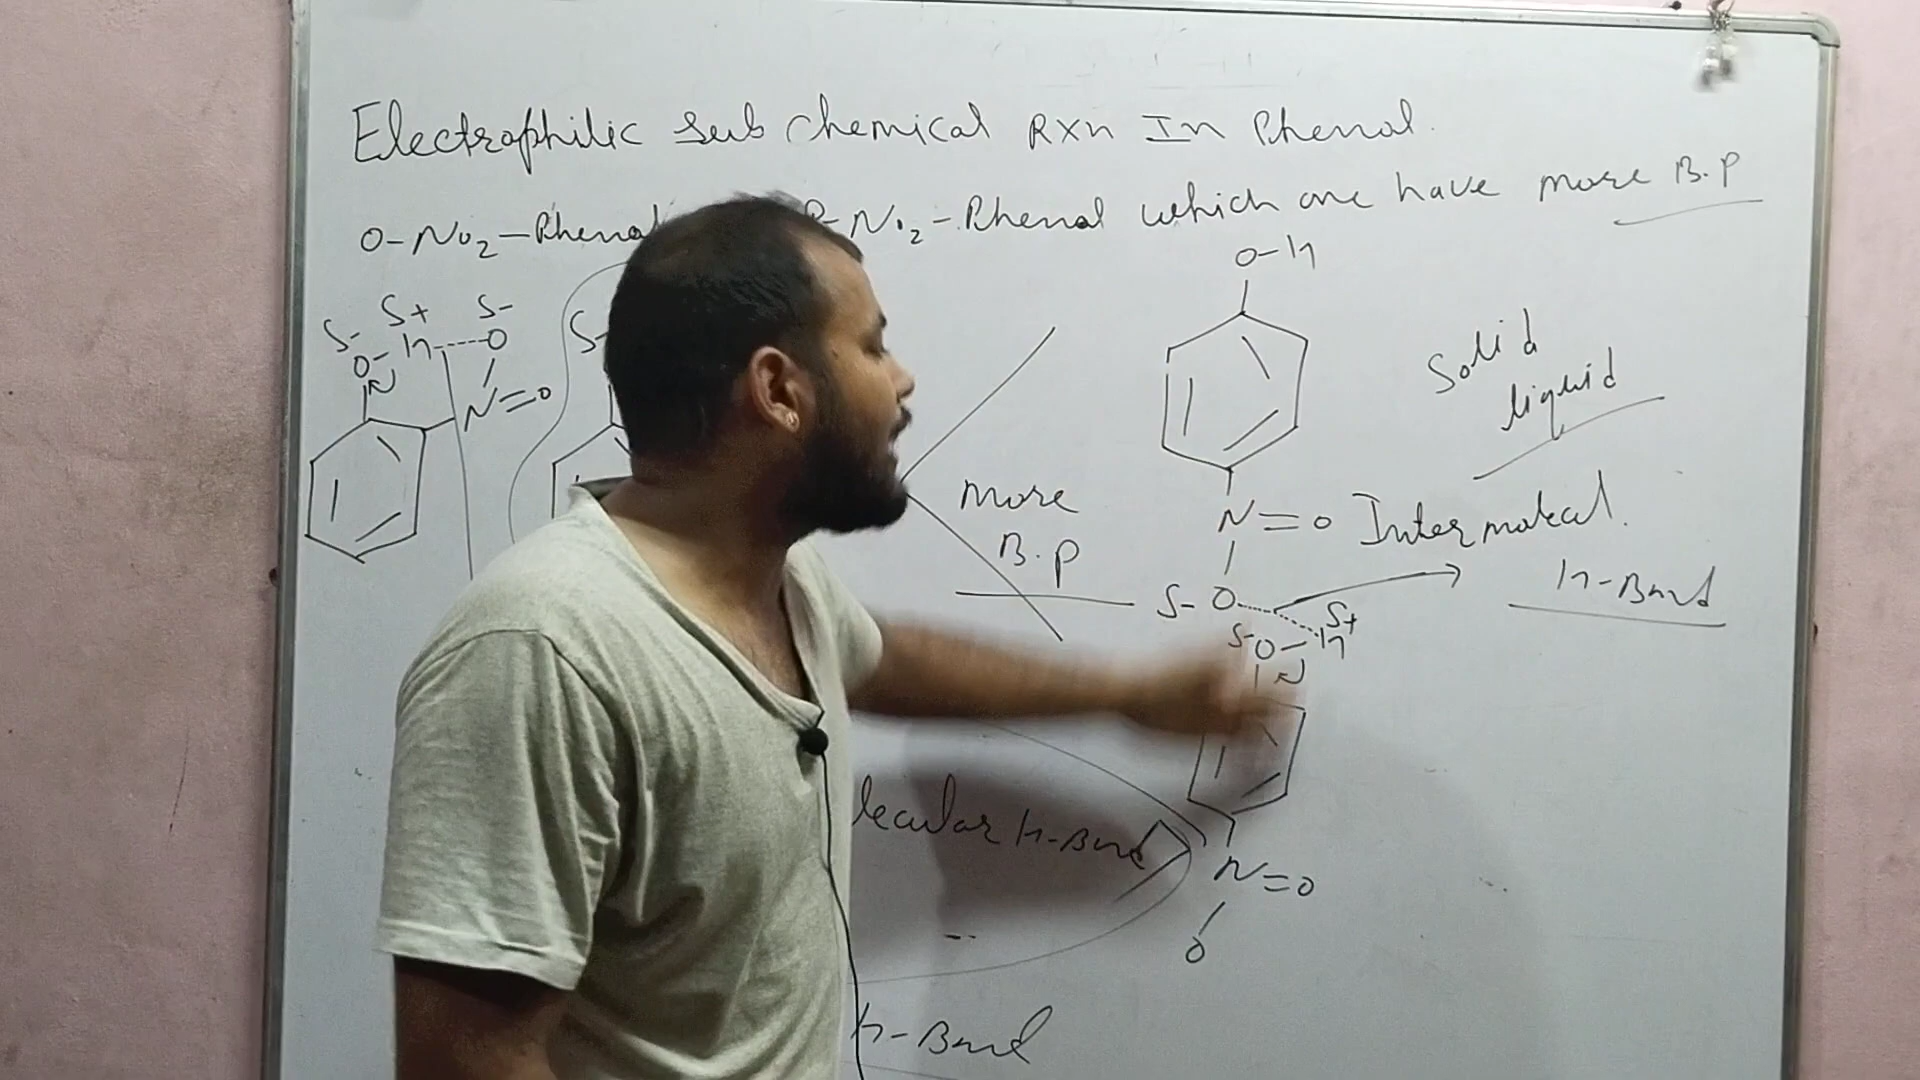 Electrophilic Sub Chemical Rxn In Phenol.
O-NO2-Phenol P-NO2-Phenol which one have more B.P
O-H
δ- δ+ δ- δ-
O-H O
N=O
Solid
liquid
More
B.P
N=O Intermolecul.
H-Bond
δ- O
δ- δ+
O-H
lecular H-Bond
N=O
O
H-Bond